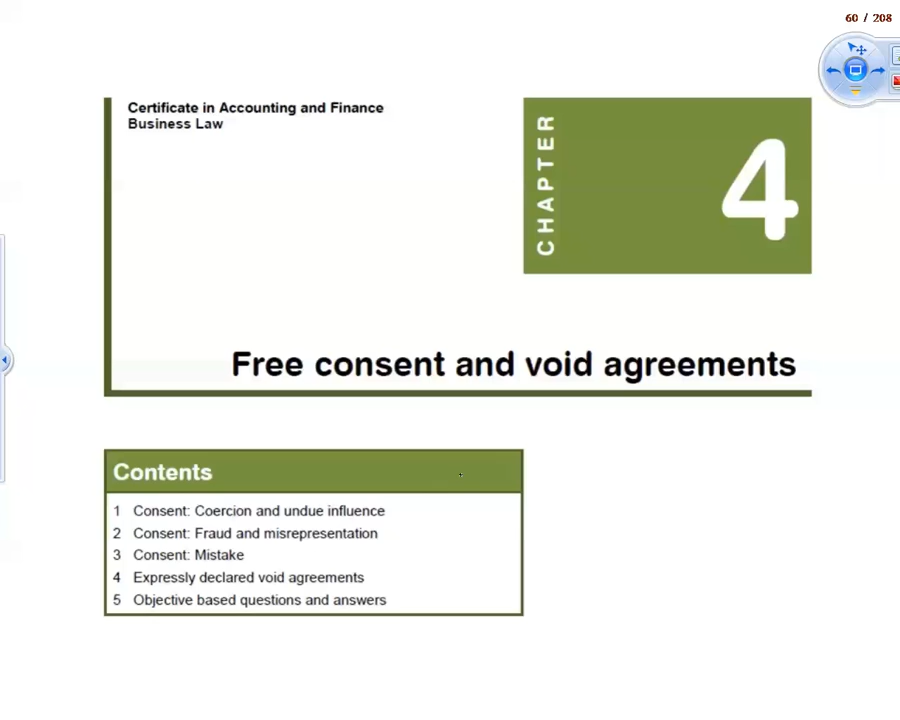 60 / 208
Certificate in Accounting and Finance
Business Law
CHAPTER
4
Free consent and void agreements
Contents
1 Consent: Coercion and undue influence
2 Consent: Fraud and misrepresentation
3 Consent: Mistake
4 Expressly declared void agreements
5 Objective based questions and answers